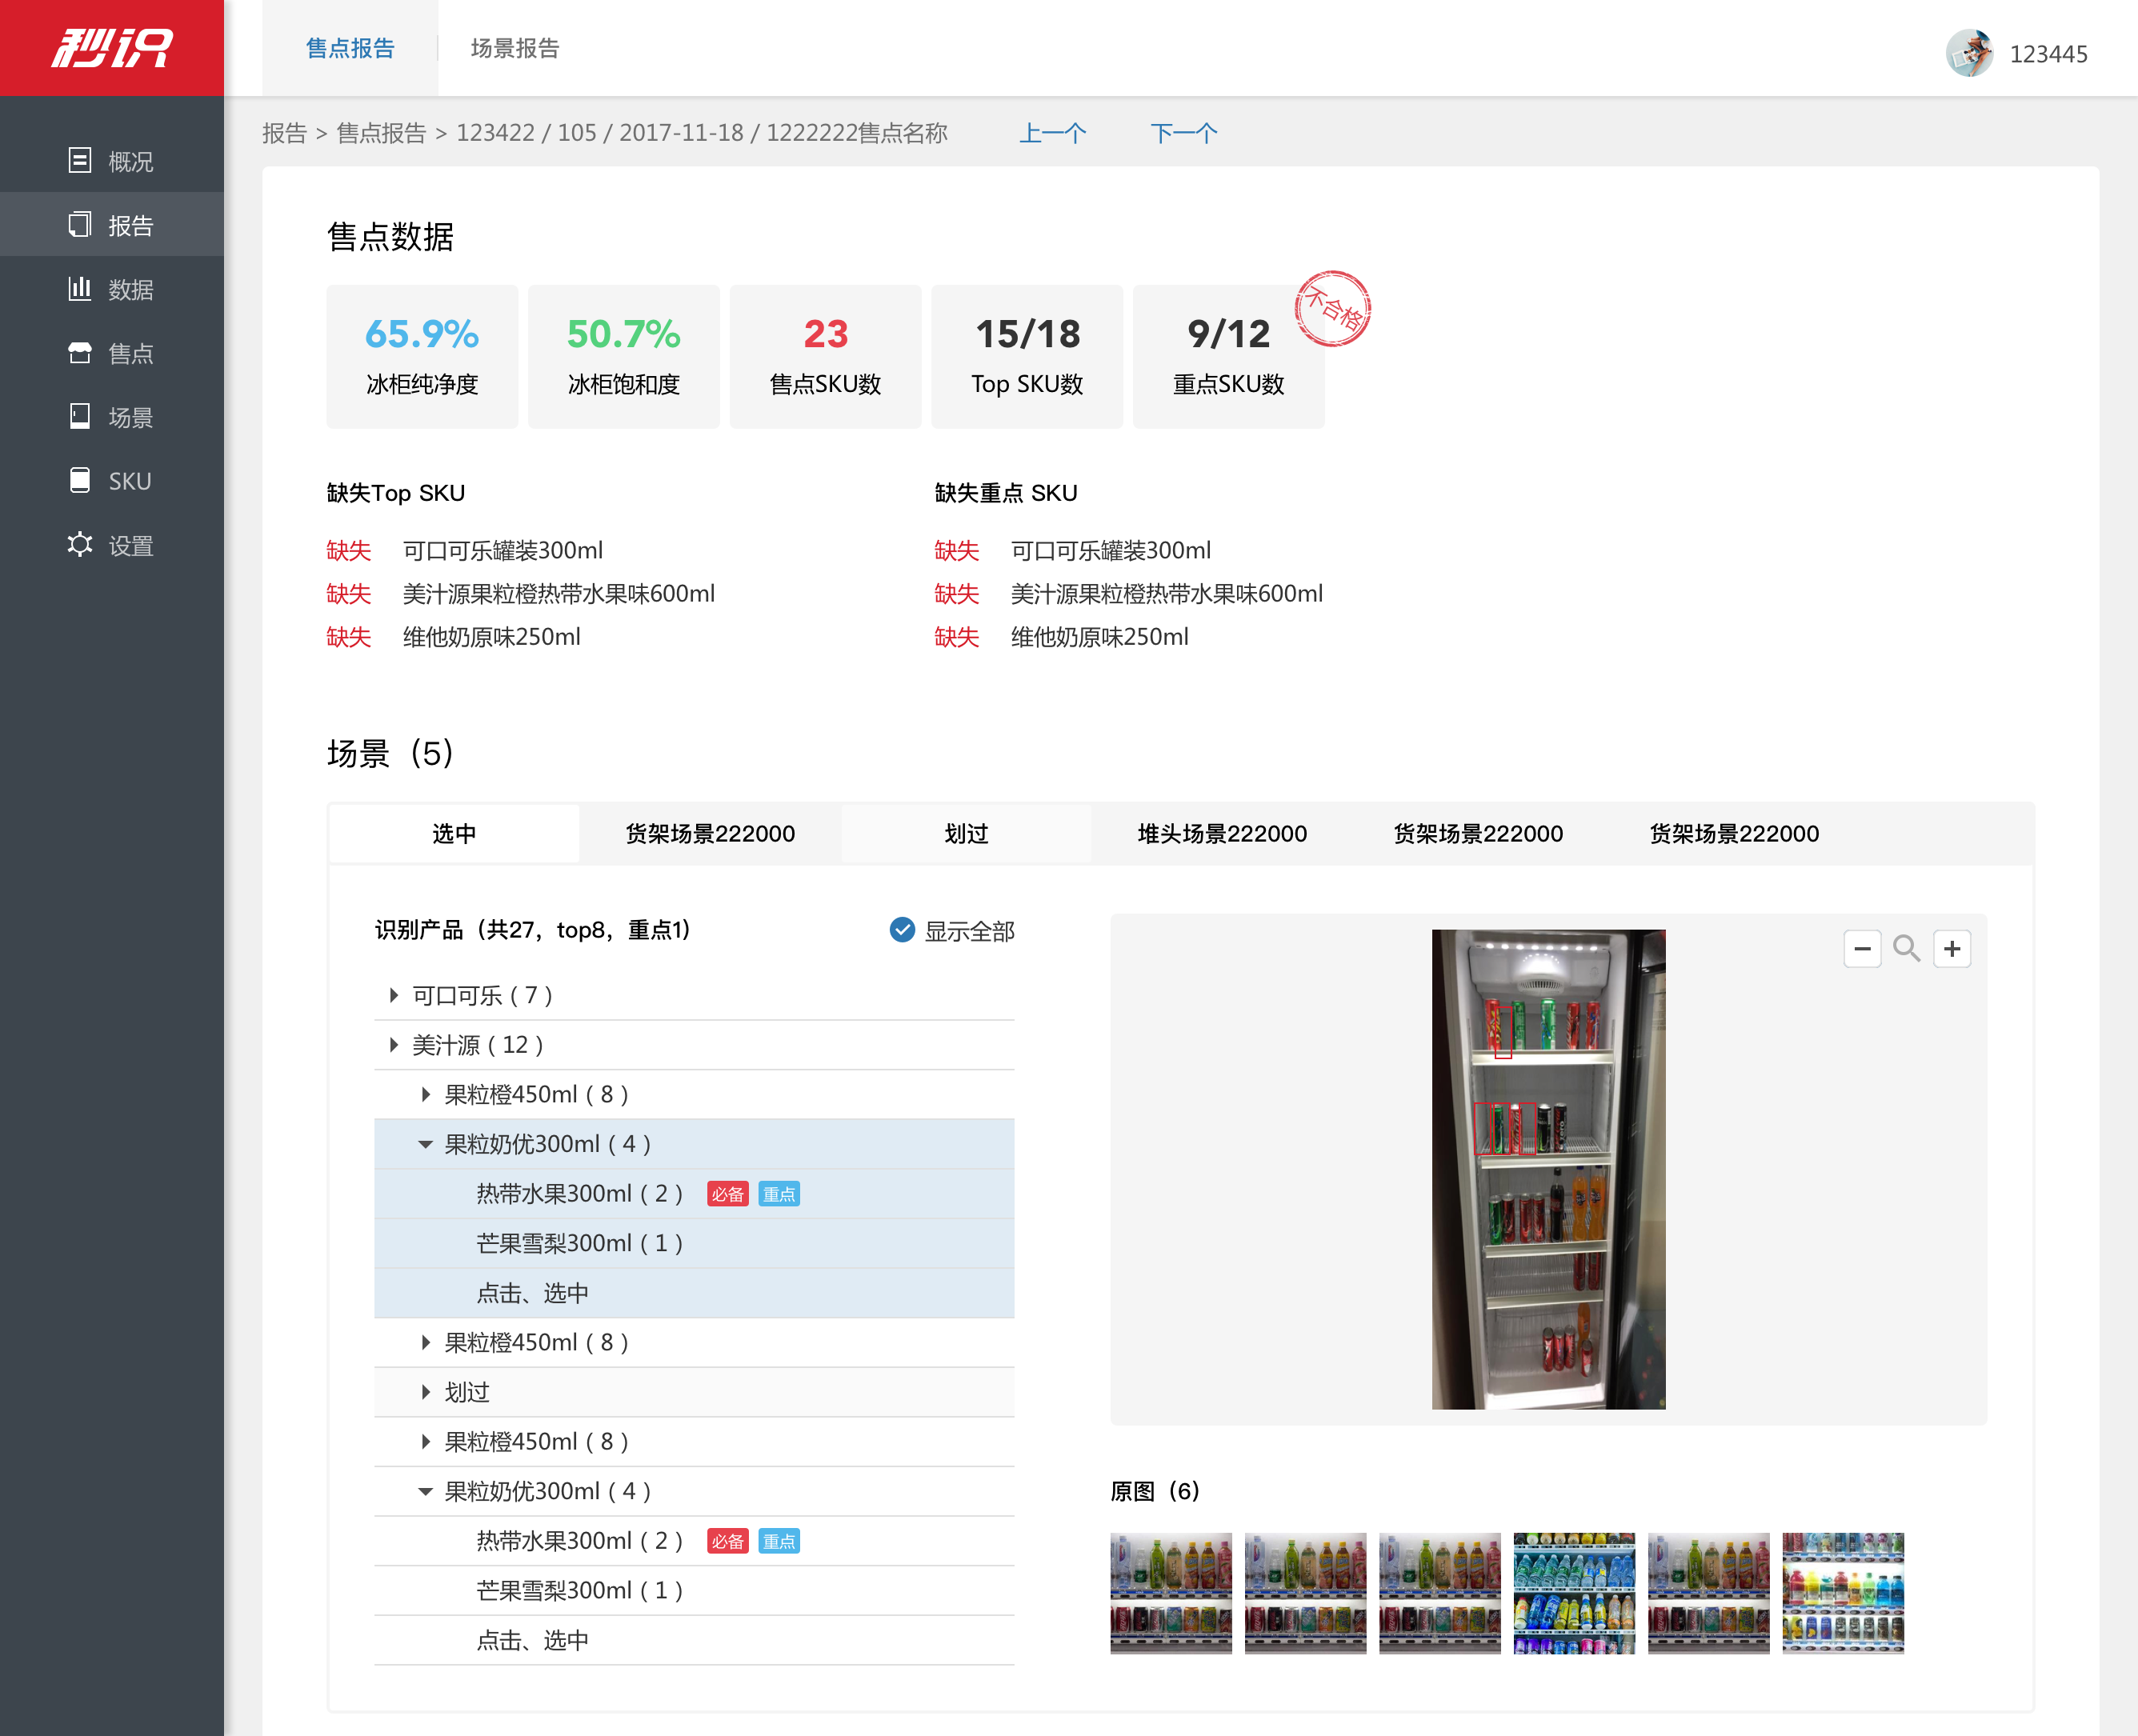 秒识
售点报告
场景报告
123445
概况
报告
数据
售点
场景
SKU
设置
报告 > 售点报告 > 123422 / 105 / 2017-11-18 / 1222222售点名称
上一个
下一个
售点数据
65.9%
冰柜纯净度
50.7%
冰柜饱和度
23
售点SKU数
15/18
Top SKU数
9/12
重点SKU数
不合格
缺失Top SKU
缺失 可口可乐罐装300ml
缺失 美汁源果粒橙热带水果味600ml
缺失 维他奶原味250ml
缺失重点 SKU
缺失 可口可乐罐装300ml
缺失 美汁源果粒橙热带水果味600ml
缺失 维他奶原味250ml
场景（5）
选中
货架场景222000
划过
堆头场景222000
货架场景222000
货架场景222000
识别产品（共27，top8，重点1）
显示全部
可口可乐 ( 7 )
美汁源 ( 12 )
果粒橙450ml ( 8 )
果粒奶优300ml ( 4 )
热带水果300ml ( 2 ) 必备 重点
芒果雪梨300ml ( 1 )
点击、选中
果粒橙450ml ( 8 )
划过
果粒橙450ml ( 8 )
果粒奶优300ml ( 4 )
热带水果300ml ( 2 ) 必备 重点
芒果雪梨300ml ( 1 )
点击、选中
原图（6）